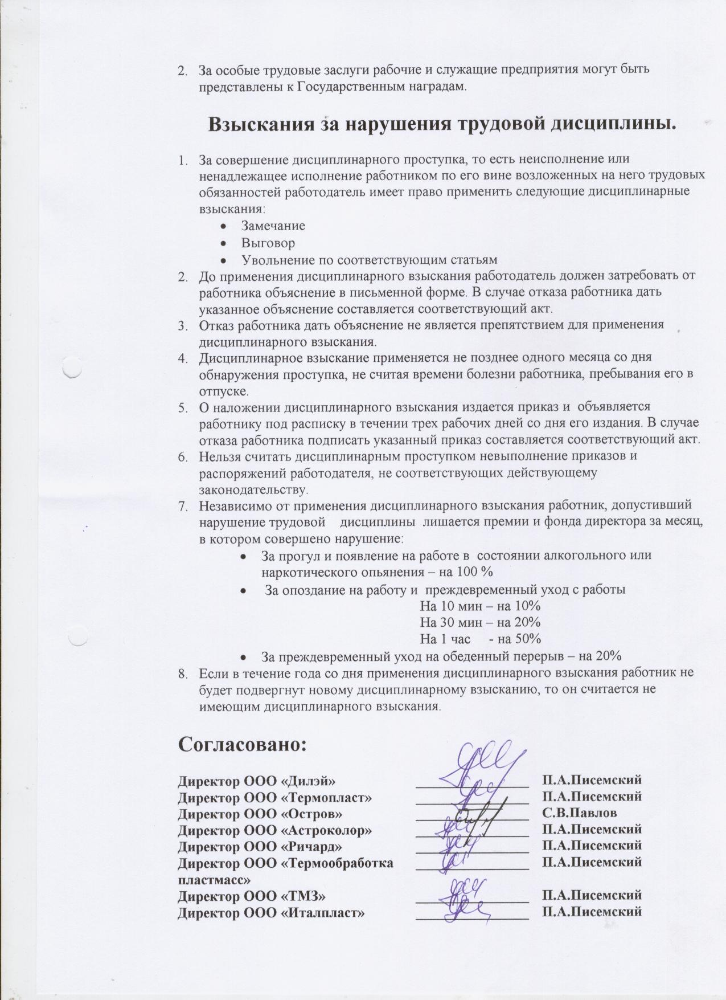 2. За особые трудовые заслуги рабочие и служащие предприятия могут быть
представлены к Государственным наградам.
Взыскания за нарушения трудовой дисциплины.
1. За совершение дисциплинарного проступка, то есть неисполнение или
ненадлежащее исполнение работником по его вине возложенных на него трудовых
обязанностей работодатель имеет право применить следующие дисциплинарные
взыскания:
• Замечание
• Выговор
• Увольнение по соответствующим статьям
2. До применения дисциплинарного взыскания работодатель должен затребовать от
работника объяснение в письменной форме. В случае отказа работника дать
указанное объяснение составляется соответствующий акт.
3. Отказ работника дать объяснение не является препятствием для применения
дисциплинарного взыскания.
4. Дисциплинарное взыскание применяется не позднее одного месяца со дня
обнаружения проступка, не считая времени болезни работника, пребывания его в
отпуске.
5. О наложении дисциплинарного взыскания издается приказ и объявляется
работнику под расписку в течении трех рабочих дней со дня его издания. В случае
отказа работника подписать указанный приказ составляется соответствующий акт.
6. Нельзя считать дисциплинарным проступком невыполнение приказов и
распоряжений работодателя, не соответствующих действующему
законодательству.
7. Независимо от применения дисциплинарного взыскания работник, допустивший
нарушение трудовой дисциплины лишается премии и фонда директора за месяц,
в котором совершено нарушение:
• За прогул и появление на работе в состоянии алкогольного или
наркотического опьянения – на 100 %
• За опоздание на работу и преждевременный уход с работы
На 10 мин – на 10%
На 30 мин – на 20%
На 1 час - на 50%
• За преждевременный уход на обеденный перерыв – на 20%
8. Если в течение года со дня применения дисциплинарного взыскания работник не
будет подвергнут новому дисциплинарному взысканию, то он считается не
имеющим дисциплинарного взыскания.
Согласовано:
Директор ООО «Дилэй» П.А.Писемский
Директор ООО «Термопласт» П.А.Писемский
Директор ООО «Остров» С.В.Павлов
Директор ООО «Астроколор» П.А.Писемский
Директор ООО «Ричард» П.А.Писемский
Директор ООО «Термообработка П.А.Писемский
пластмасс»
Директор ООО «ТМЗ» П.А.Писемский
Директор ООО «Италпласт» П.А.Писемский